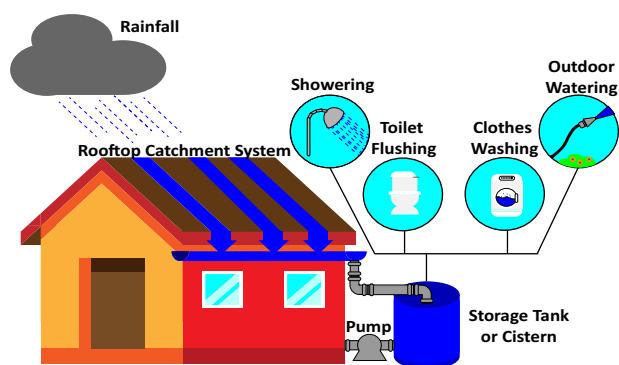 Rainfall
Showering
Outdoor
Watering
Toilet
Flushing
Clothes
Washing
Rooftop Catchment System
Storage Tank
or Cistern
Pump